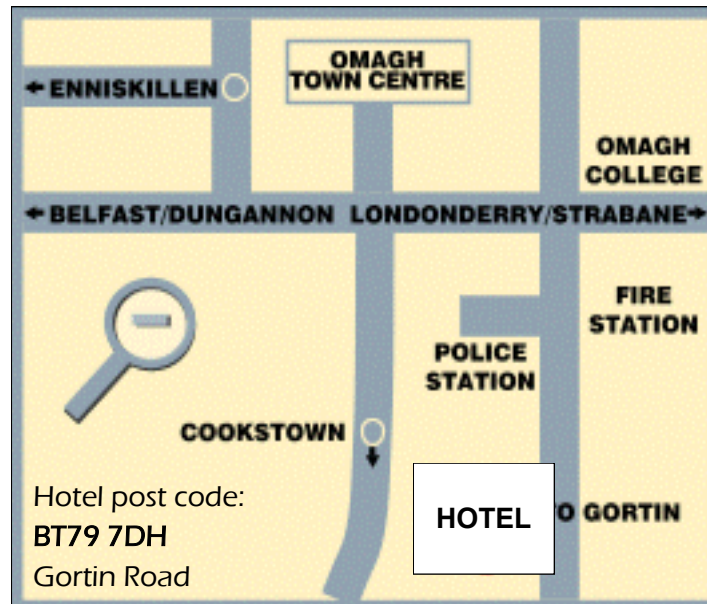 OMAGH
TOWN CENTRE
ENNISKILLEN
OMAGH
COLLEGE
BELFAST/DUNGANNON LONDONDERRY/STRABANE
FIRE
STATION
POLICE
STATION
COOKSTOWN
Hotel post code:
BT79 7DH
Gortin Road
HOTEL
GORTIN